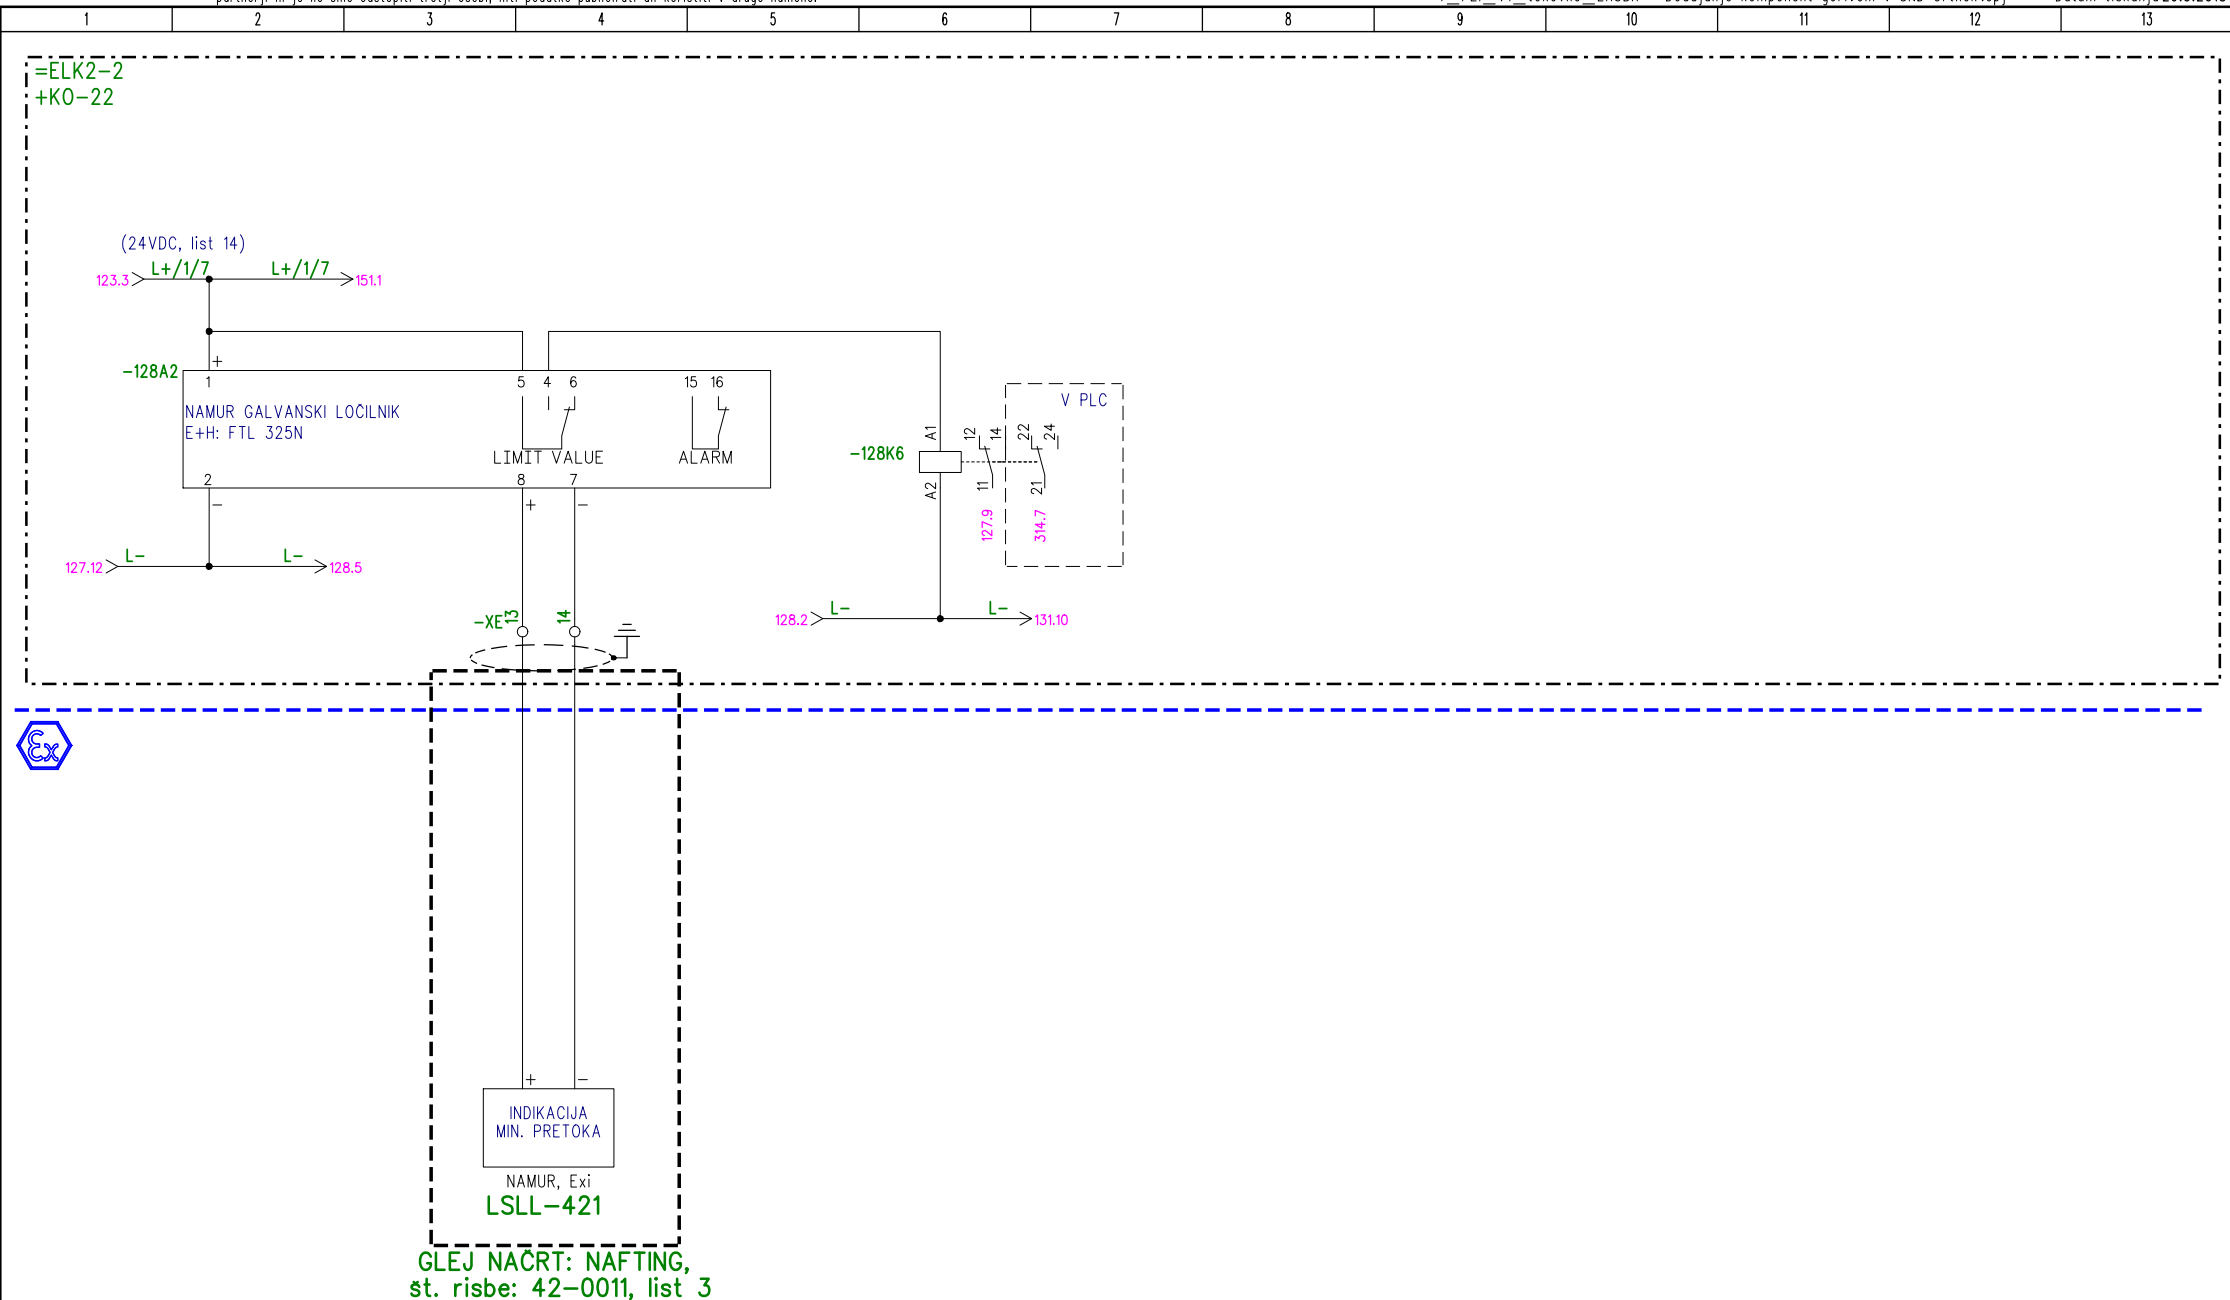 1 2 3 4 5 6 7 8 9 10 11 12 13
=ELK2-2
+KO-22
(24VDC, list 14)
123.3 L+/1/7 L+/1/7 151.1
-128A2
+
1 5 4 6 15 16
NAMUR GALVANSKI LOČILNIK
E+H: FTL 325N
LIMIT VALUE ALARM
2 8 7
- + -
127.12 L- L- 128.5
V PLC
-128K6 A1 A2
12 14 11
22 24 21
127.9 314.7
128.2 L- L- 131.10
-XE 13 14
Ex
+ -
INDIKACIJA
MIN. PRETOKA
NAMUR, Exi
LSLL-421
GLEJ NAČRT: NAFTING,
št. risbe: 42-0011, list 3